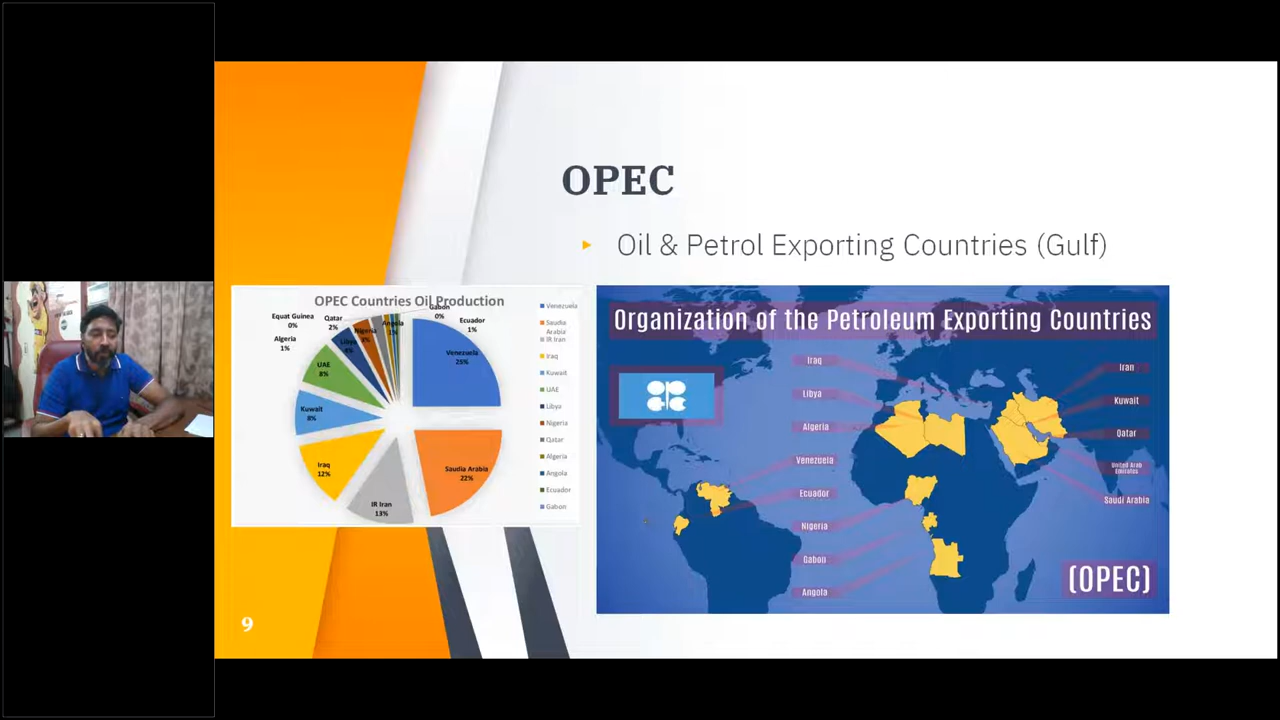 OPEC
Oil & Petrol Exporting Countries (Gulf)
OPEC Countries Oil Production
Gabon
0%
Ecuador
1%
Equat Guinea
0%
Qatar
2%
Nigeria
Angola
Algeria
1%
Libya
UAE
8%
Kuwait
8%
Iraq
12%
IR Iran
13%
Saudia Arabia
22%
Venezuela
25%
Venezuela
Saudia
Arabia
IR Iran
Iraq
Kuwait
UAE
Libya
Nigeria
Qatar
Algeria
Angola
Ecuador
Gabon
Organization of the Petroleum Exporting Countries
Iraq
Libya
Algeria
Venezuela
Ecuador
Nigeria
Gabon
Angola
Iran
Kuwait
Qatar
United Arab
Emirates
Saudi Arabia
(OPEC)
9